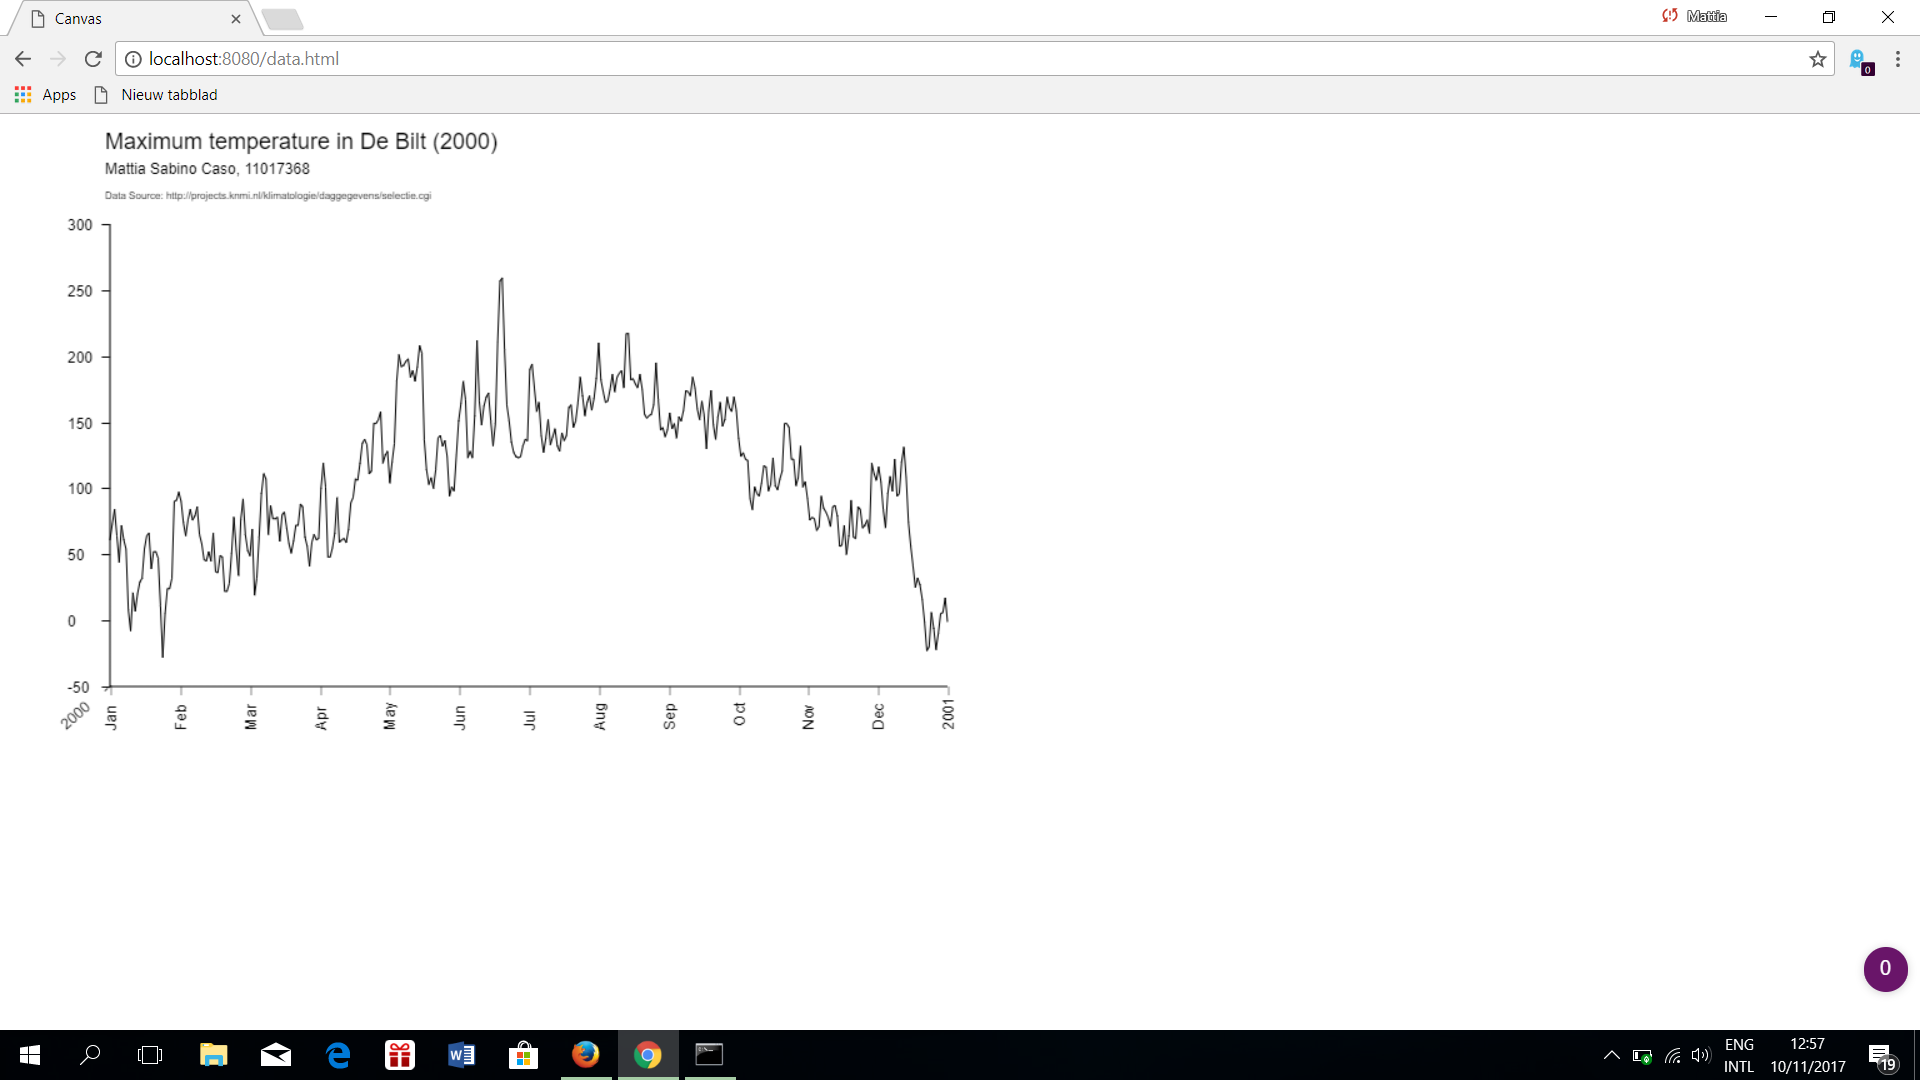 Canvas
Mattia
localhost:8080/data.html
0
Apps Nieuw tabblad
Maximum temperature in De Bilt (2000)
Mattia Sabino Caso, 11017368
Data Source: http://projects.knmi.nl/klimatologie/daggegevens/selectie.cgi
300
250
200
150
100
50
0
-50
2000 Jan Feb Mar Apr May Jun Jul Aug Sep Oct Nov Dec 2001
0
ENG 12:57
INTL 10/11/2017 19